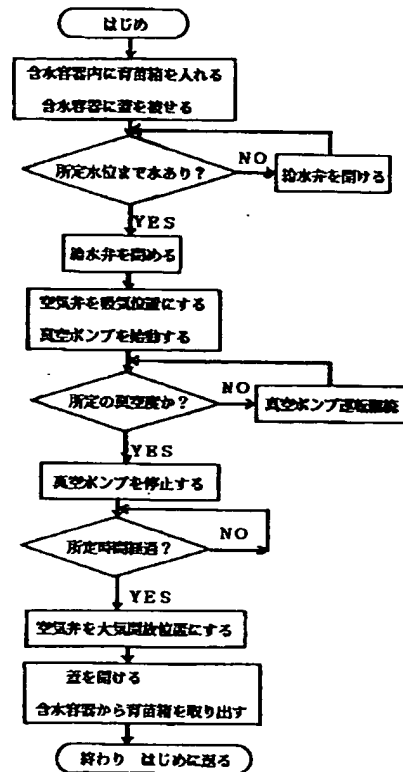 はじめ
含水容器内に育苗箱を入れる
含水容器に蓋を被せる
所定水位まで水あり？
NO
給水弁を開ける
YES
給水弁を閉める
空気弁を吸気位置にする
真空ポンプを始動する
所定の真空度か？
NO
真空ポンプ運転継続
YES
真空ポンプを停止する
所定時間経過？
NO
YES
空気弁を大気開放位置にする
蓋を開ける
含水容器から育苗箱を取り出す
終わり はじめに返る